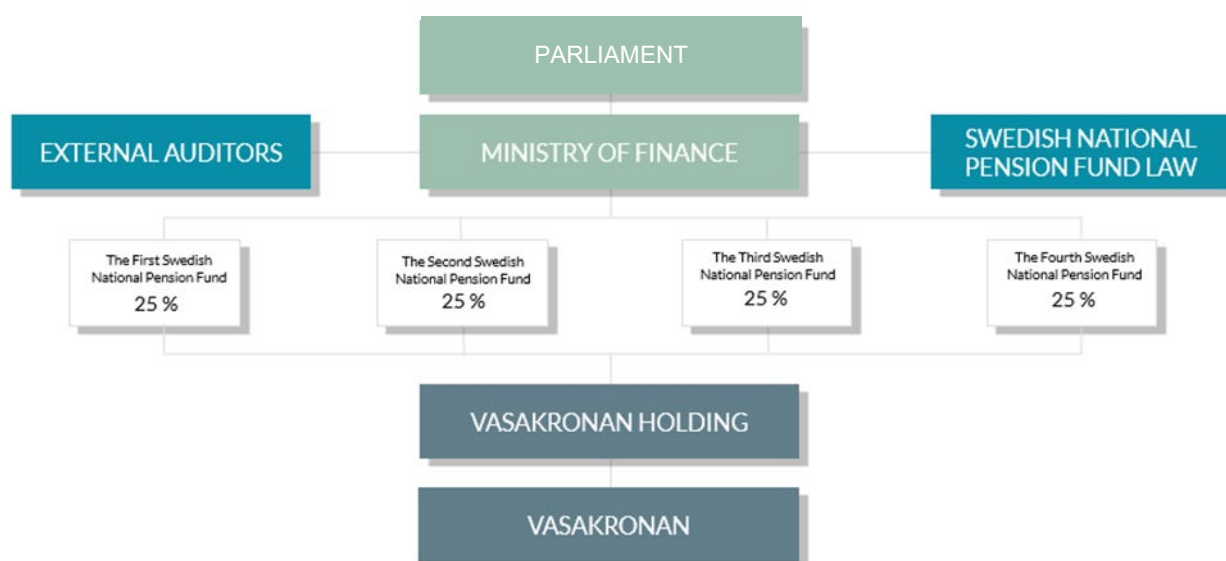 PARLIAMENT
EXTERNAL AUDITORS
MINISTRY OF FINANCE
SWEDISH NATIONAL
PENSION FUND LAW
The First Swedish
National Pension Fund
25 %
The Second Swedish
National Pension Fund
25 %
The Third Swedish
National Pension Fund
25 %
The Fourth Swedish
National Pension Fund
25 %
VASAKRONAN HOLDING
VASAKRONAN